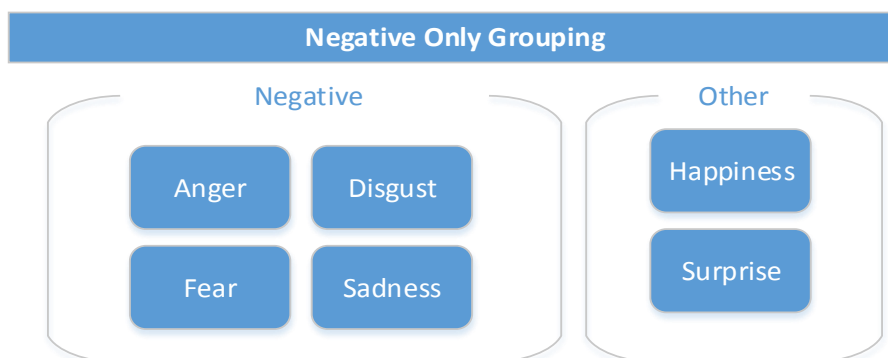 Negative Only Grouping
Negative
Other
Anger
Disgust
Happiness
Fear
Sadness
Surprise